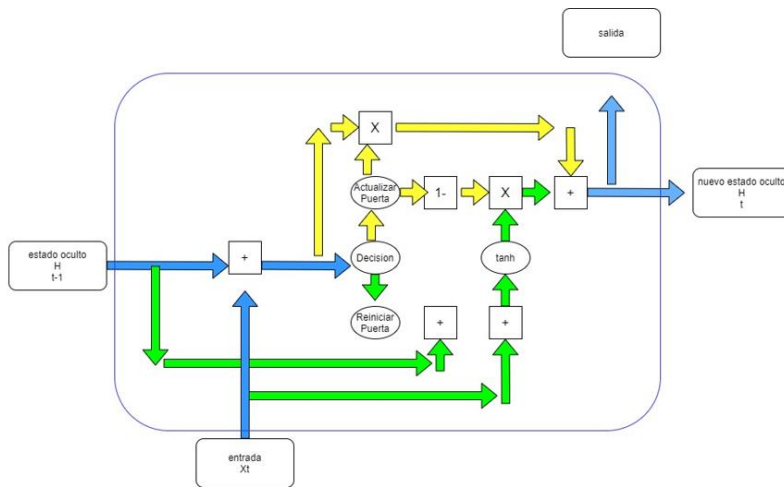 salida
X
Actualizar
Puerta
1-
X
+
nuevo estado oculto
H
t
estado oculto
H
t-1
+
Decision
tanh
Reiniciar
Puerta
+
+
entrada
Xt